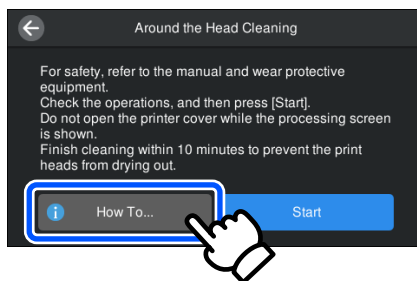 Around the Head Cleaning
For safety, refer to the manual and wear protective
equipment.
Check the operations, and then press [Start].
Do not open the printer cover while the processing screen
is shown.
Finish cleaning within 10 minutes to prevent the print
heads from drying out.
i How To... Start